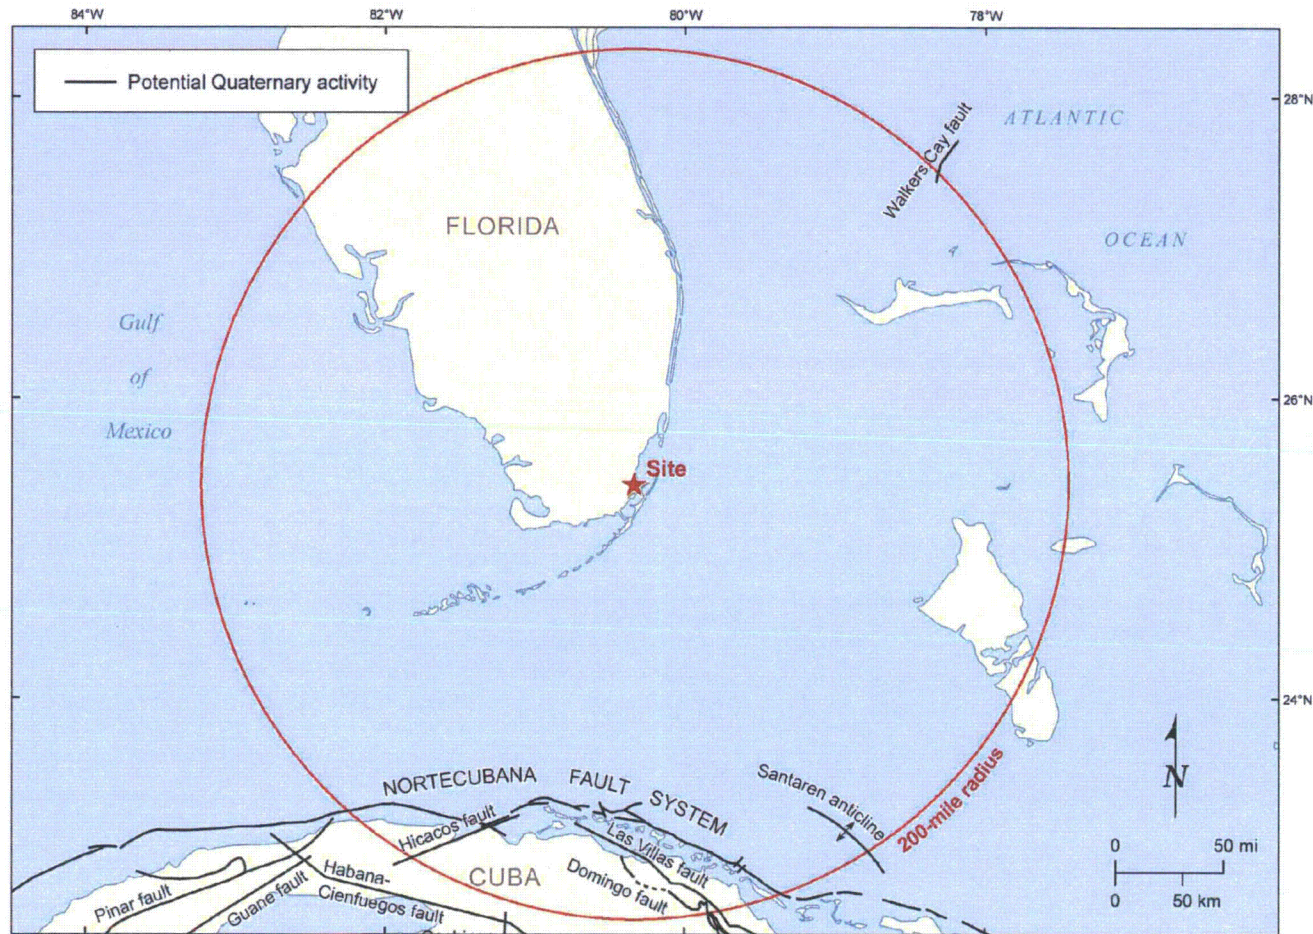 84°W 82°W 80°W 78°W
Potential Quaternary activity
28°N
ATLANTIC
Walkers Cay fault
FLORIDA
OCEAN
Gulf
of
Mexico
26°N
Site
24°N
N
200-mile radius
Santaren anticline
NORTECUBANA FAULT SYSTEM
Hicacos fault
Las Villas fault
0 50 mi
0 50 km
CUBA
Domingo fault
Pinar fault
Guane fault
Habana-
Cienfuegos fault